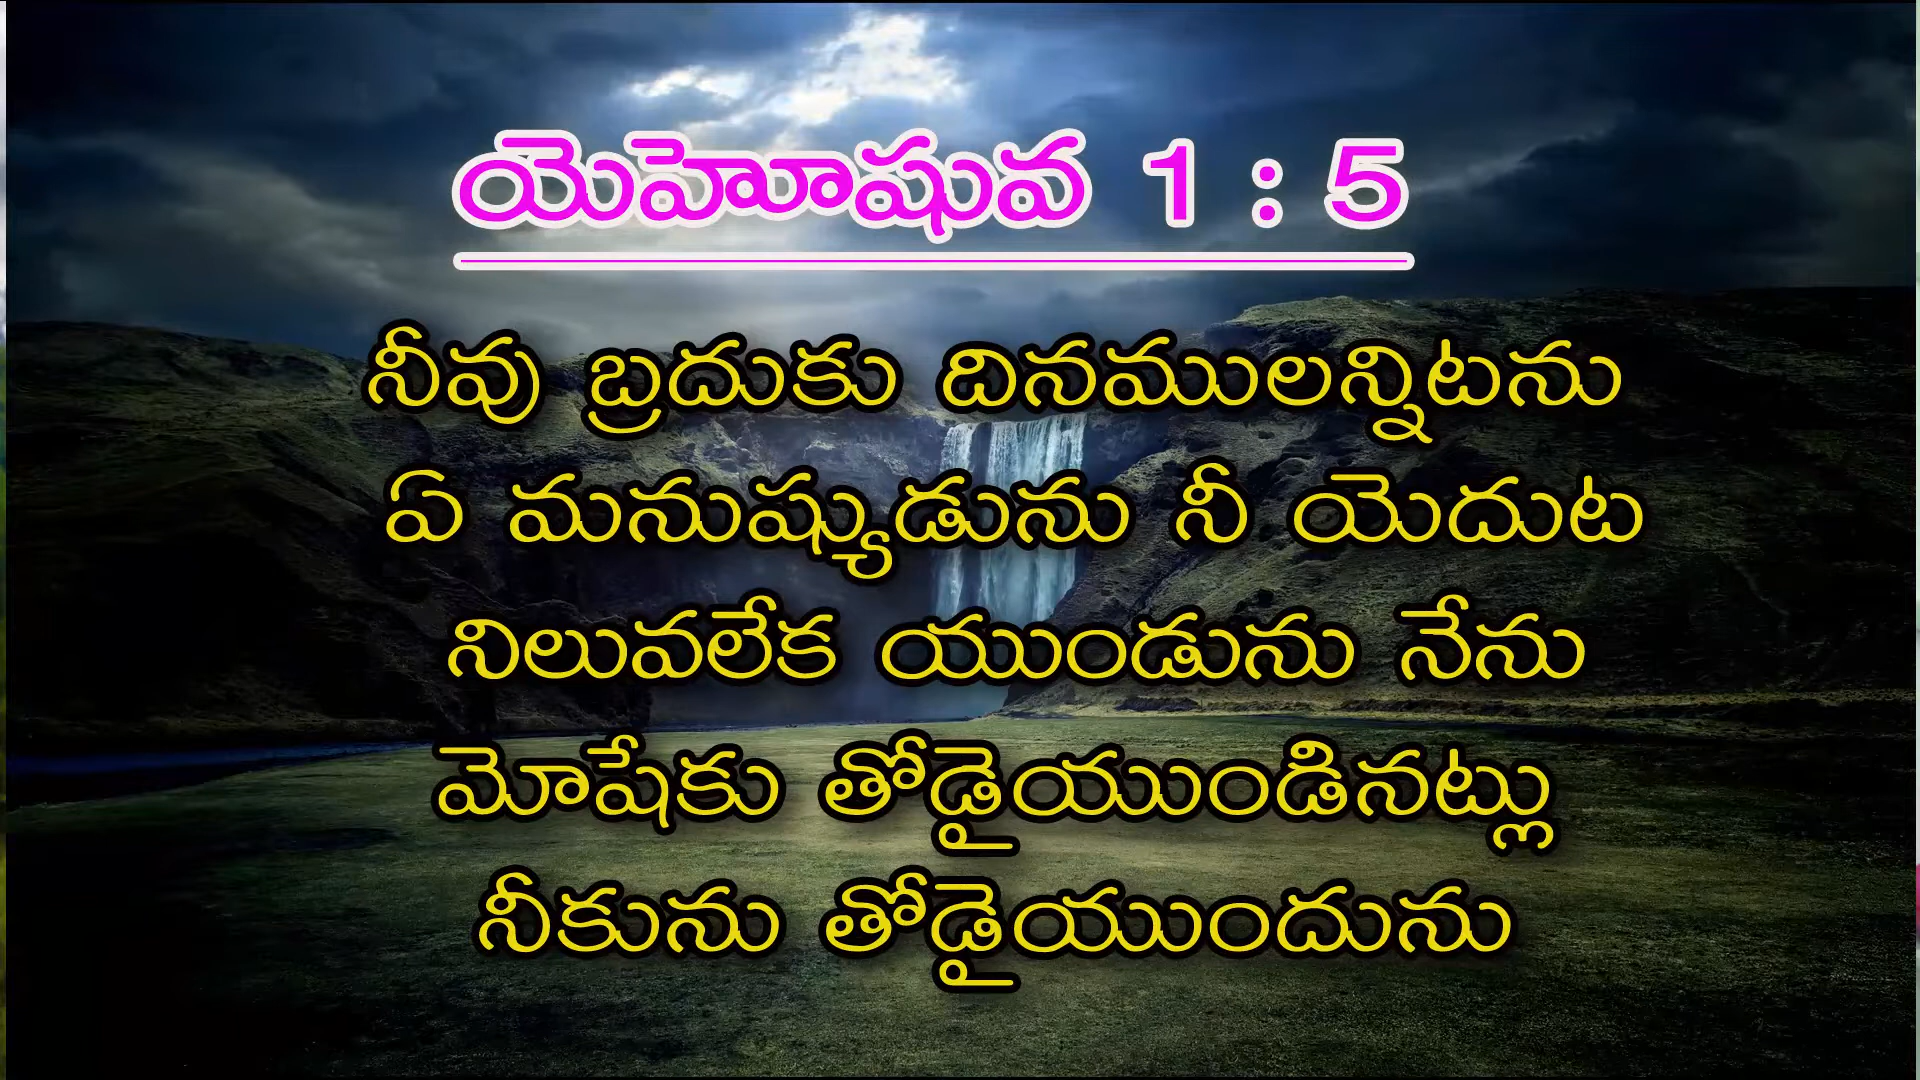 యెహోషువ 1 : 5
నీవు బ్రదుకు దినములన్నిటను
ఏ మనుష్యుడును నీ యెదుట
నిలువలేక యుండును నేను
మోషేకు తోడైయుండినట్లు
నీకును తోడైయుందును